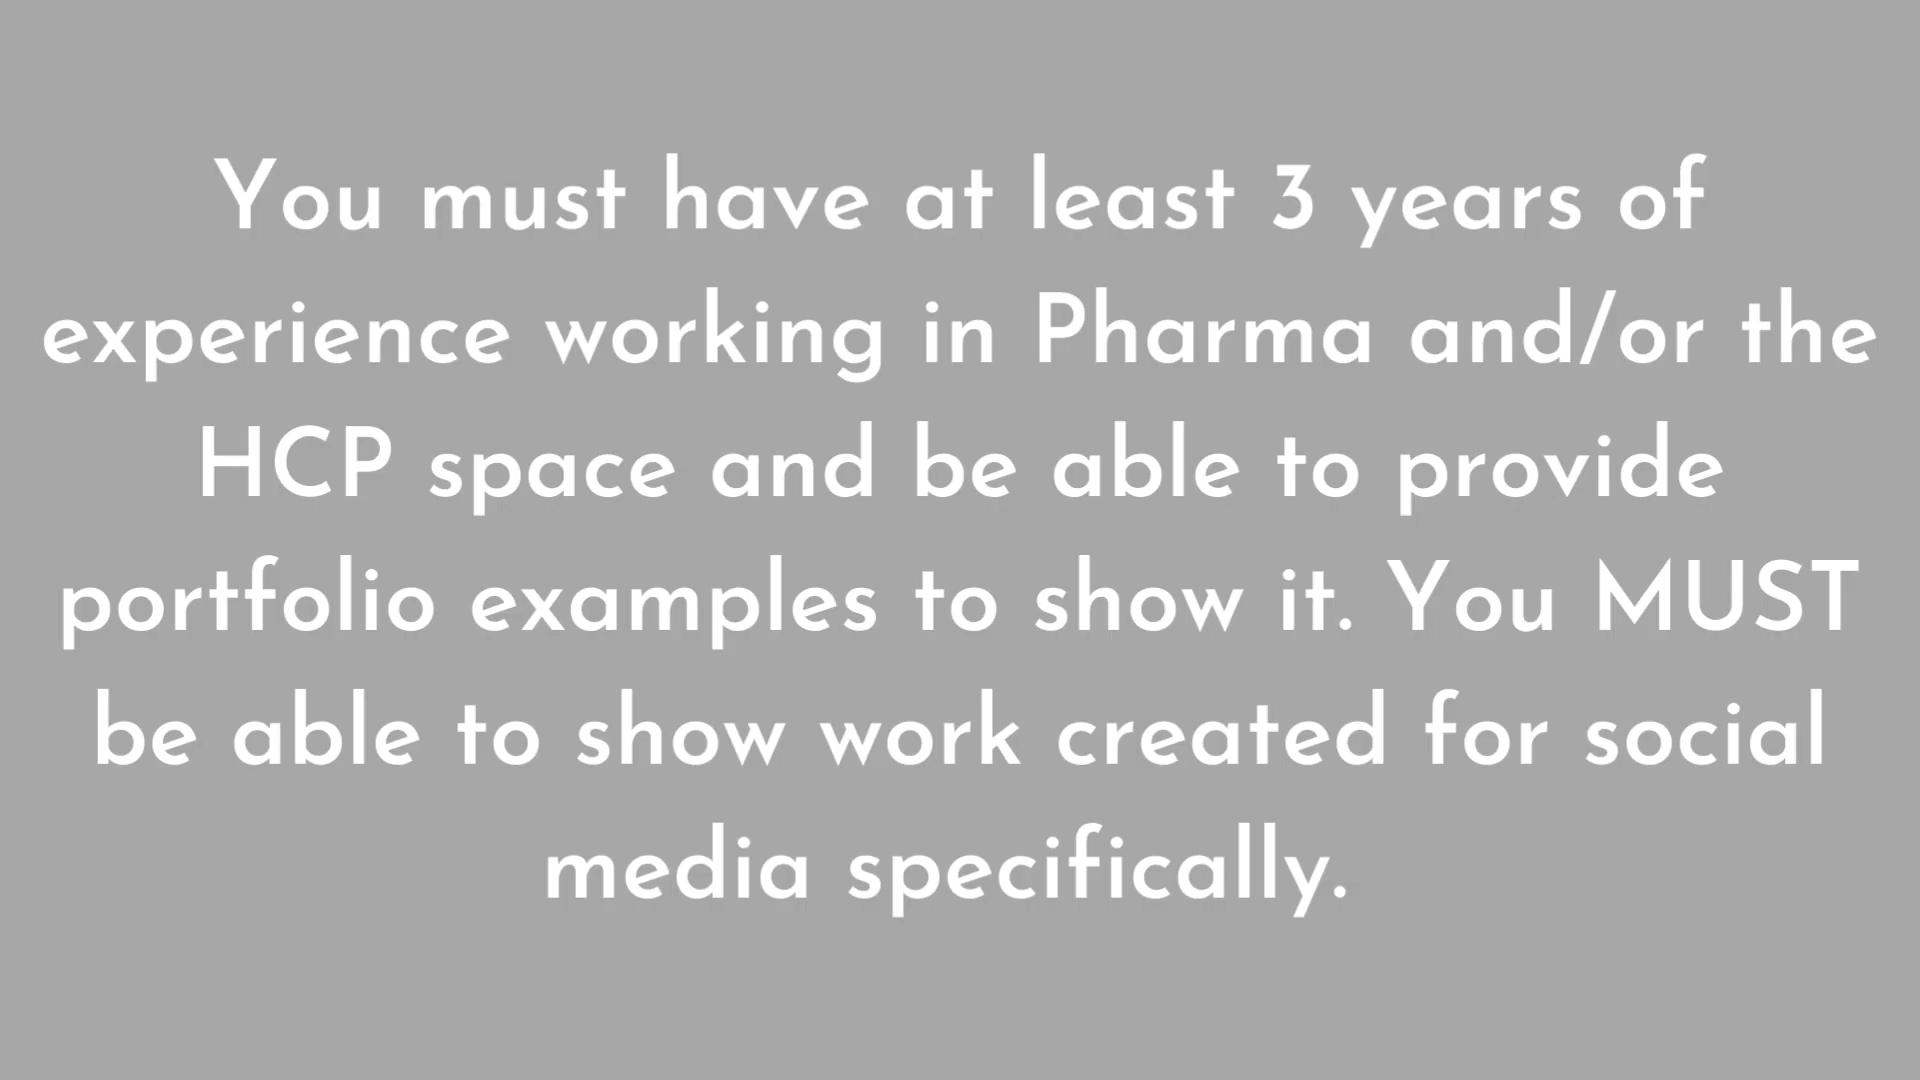 You must have at least 3 years of
experience working in Pharma and/or the
HCP space and be able to provide
portfolio examples to show it. You MUST
be able to show work created for social
media specifically.